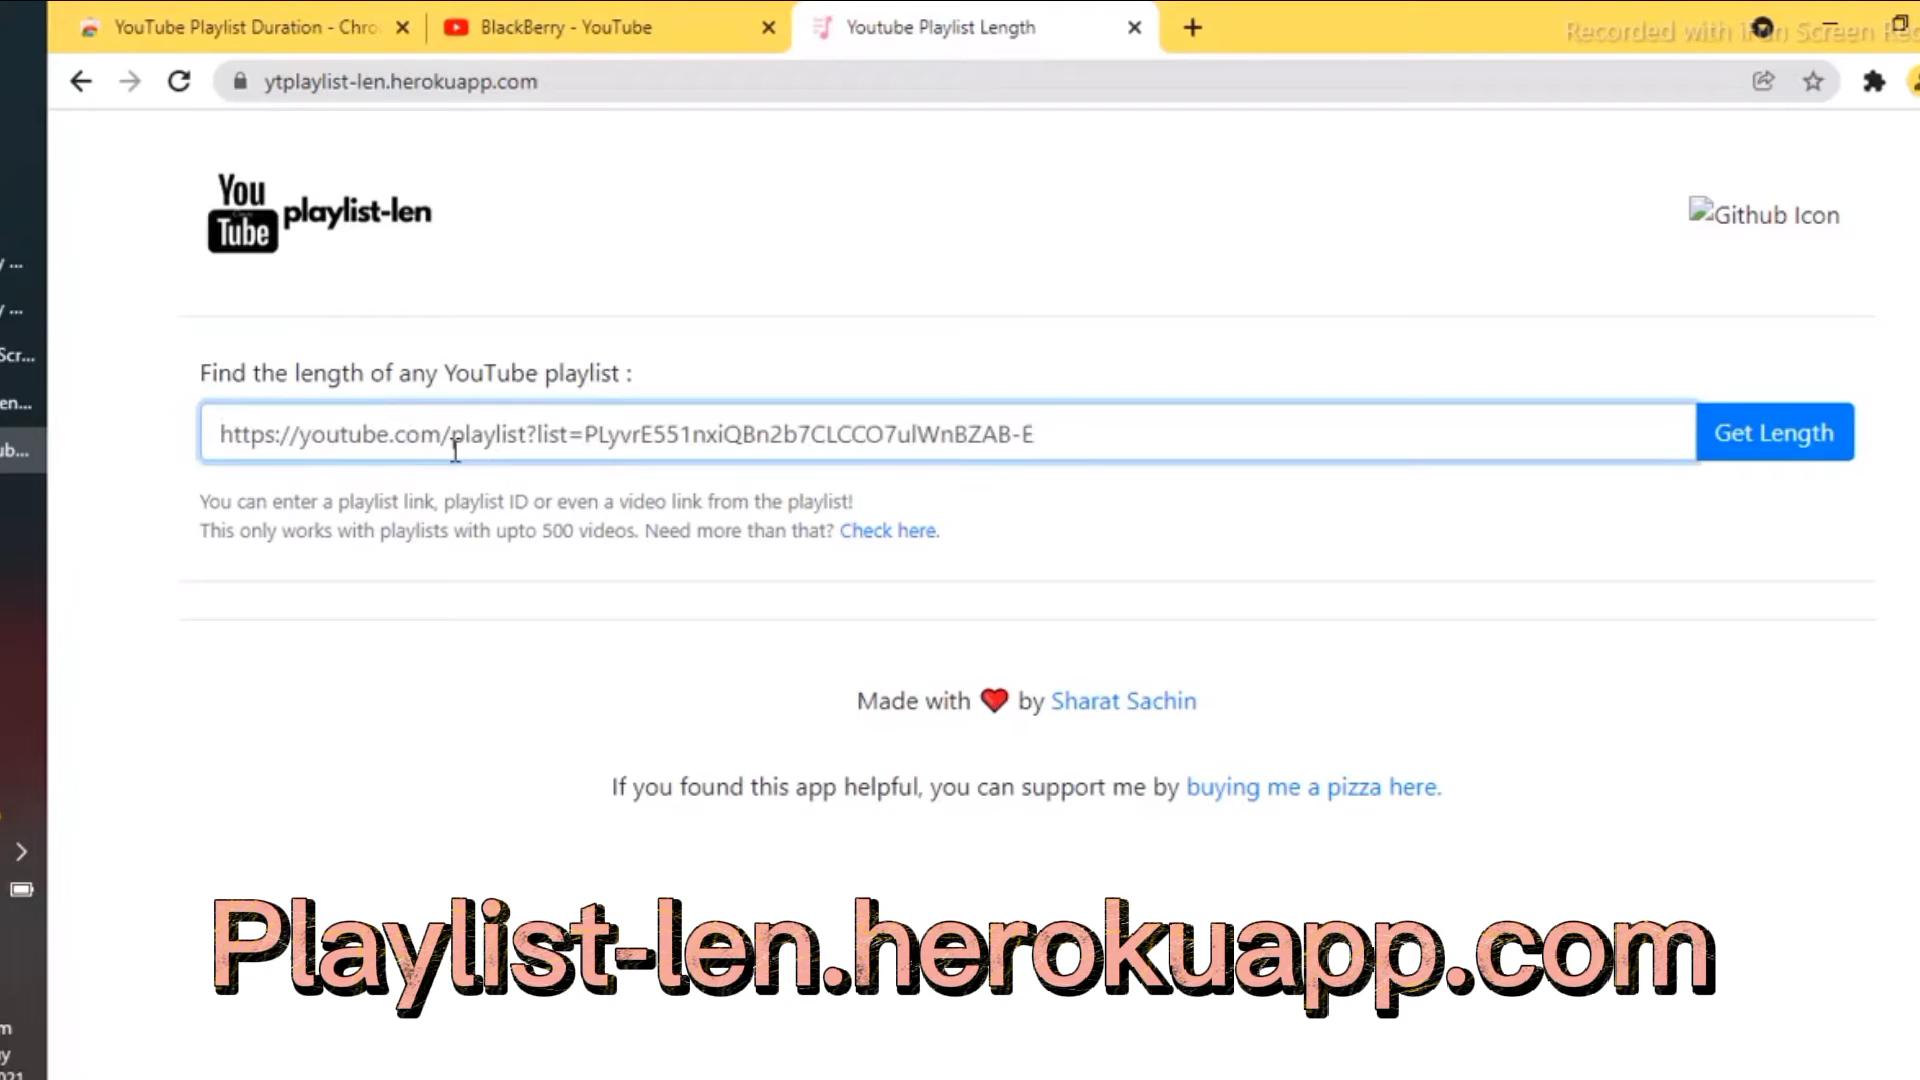 YouTube Playlist Duration - Chro
BlackBerry - YouTube
Youtube Playlist Length
Recorded with Screen
ytplaylist-len.herokuapp.com
You
Tube
playlist-len
Github Icon
Find the length of any YouTube playlist :
https://youtube.com/playlist?list=PLyvrE551nxiQBn2b7CLCCO7ulWnBZAB-E
Get Length
You can enter a playlist link, playlist ID or even a video link from the playlist!
This only works with playlists with upto 500 videos. Need more than that? Check here.
Made with ❤ by Sharat Sachin
If you found this app helpful, you can support me by buying me a pizza here.
Playlist-len.herokuapp.com